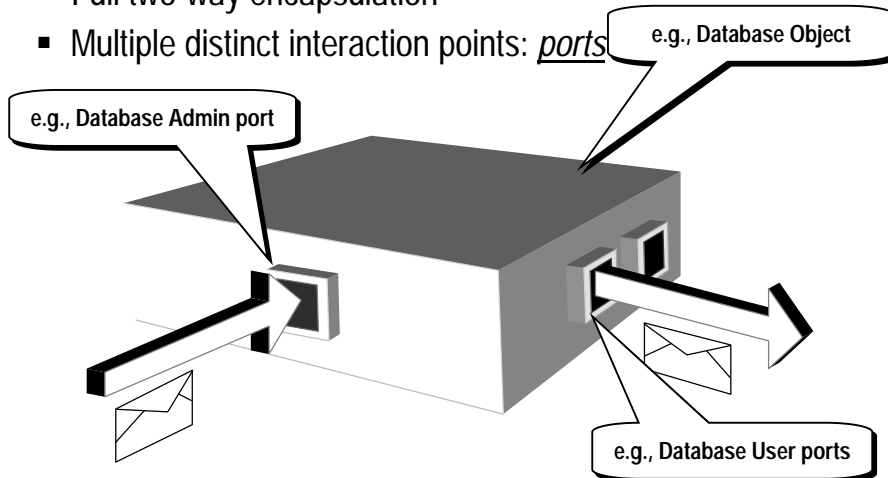 Full two-way encapsulation
▪ Multiple distinct interaction points: ports
e.g., Database Object
e.g., Database Admin port
e.g., Database User ports